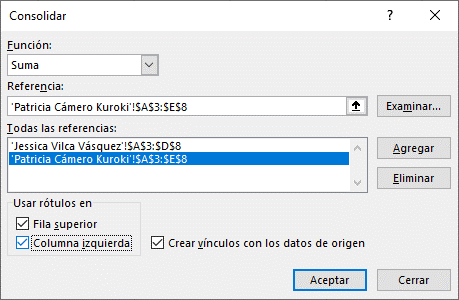 Consolidar
Función:
Suma
Referencia:
'Patricia Cámero Kuroki'!$A$3:$E$8
Examinar...
Todas las referencias:
'Jessica Vilca Vásquez'!$A$3:$D$8
'Patricia Cámero Kuroki'!$A$3:$E$8
Agregar
Eliminar
Usar rótulos en
Fila superior
Columna izquierda
Crear vínculos con los datos de origen
Aceptar
Cerrar